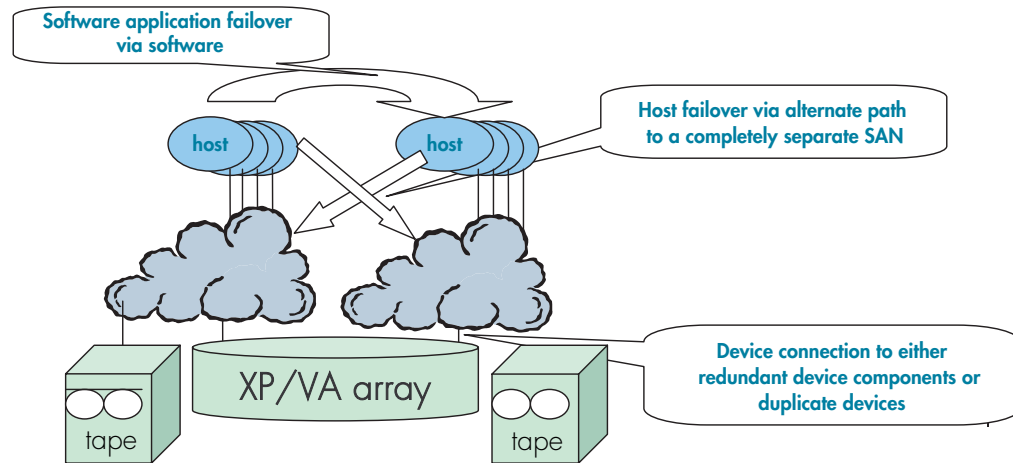 Software application failover
via software
Host failover via alternate path
to a completely separate SAN
host
host
Device connection to either
redundant device components or
duplicate devices
XP/VA array
tape
tape